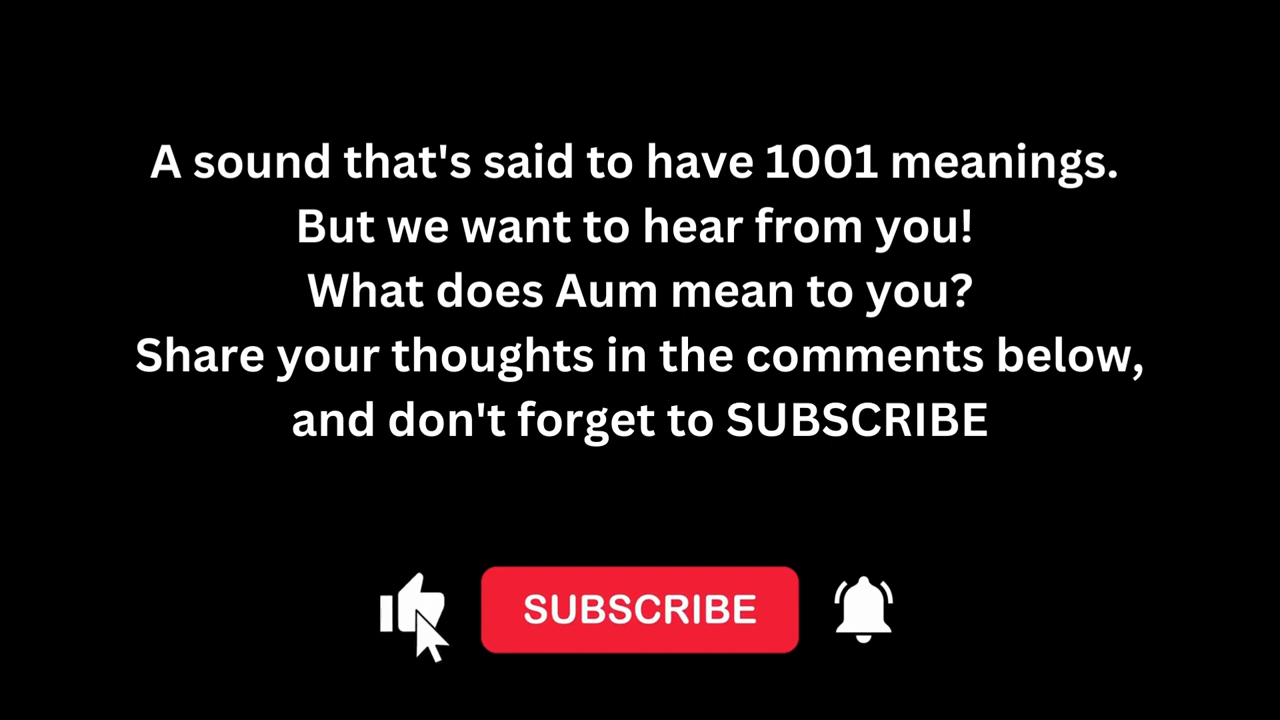 A sound that's said to have 1001 meanings.
But we want to hear from you!
What does Aum mean to you?
Share your thoughts in the comments below,
and don't forget to SUBSCRIBE
SUBSCRIBE